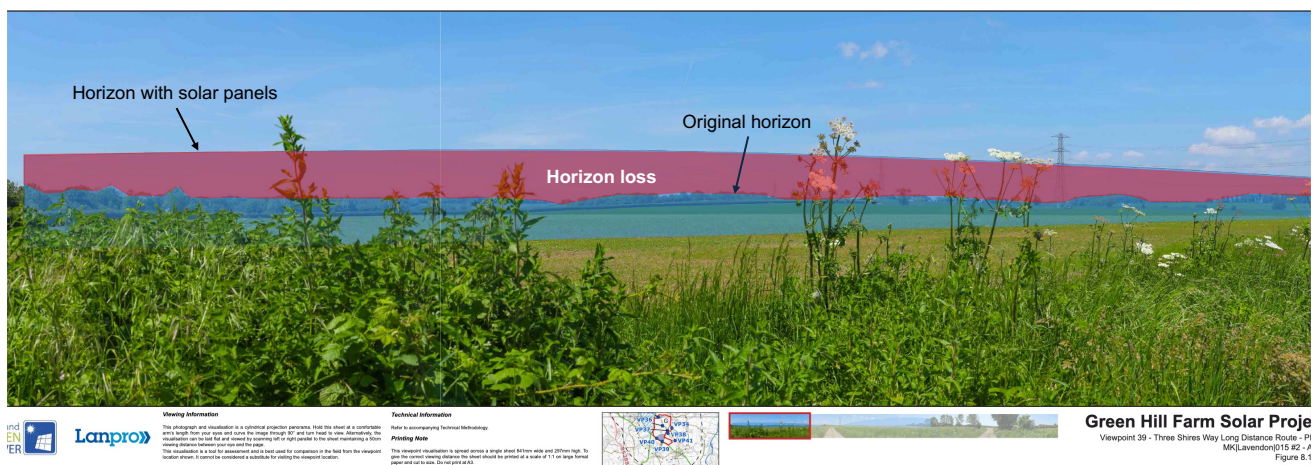 Horizon with solar panels
Original horizon
Horizon loss
Lanpro
Viewing Information
This photograph and visualisation is a cylindrical projection panorama. Hold this sheet at a comfortable
arm's length from your eyes and curve the image through 90° and turn head to view. Alternatively, the
visualisation can be laid flat and viewed by scanning left or right parallel to the sheet maintaining a 50cm
viewing distance between your eye and the page.
This visualisation is a tool for assessment and is best used for comparison in the field from the viewpoint
location shown. It cannot be considered a substitute for visiting the viewpoint location.
Technical Information
Refer to accompanying Technical Methodology.
Printing Note
This viewpoint visualisation is spread across a single sheet 841mm wide and 297mm high. To
give the correct viewing distance the sheet should be printed at a scale of 1:1 on large format
paper and cut to size. Do not print at A3.
VP34
VP37
VP38
VP40
VP41
VP39
Green Hill Farm Solar Proje
Viewpoint 39 - Three Shires Way Long Distance Route - P
MK|Lavendon|015 #2 - A
Figure 8.1